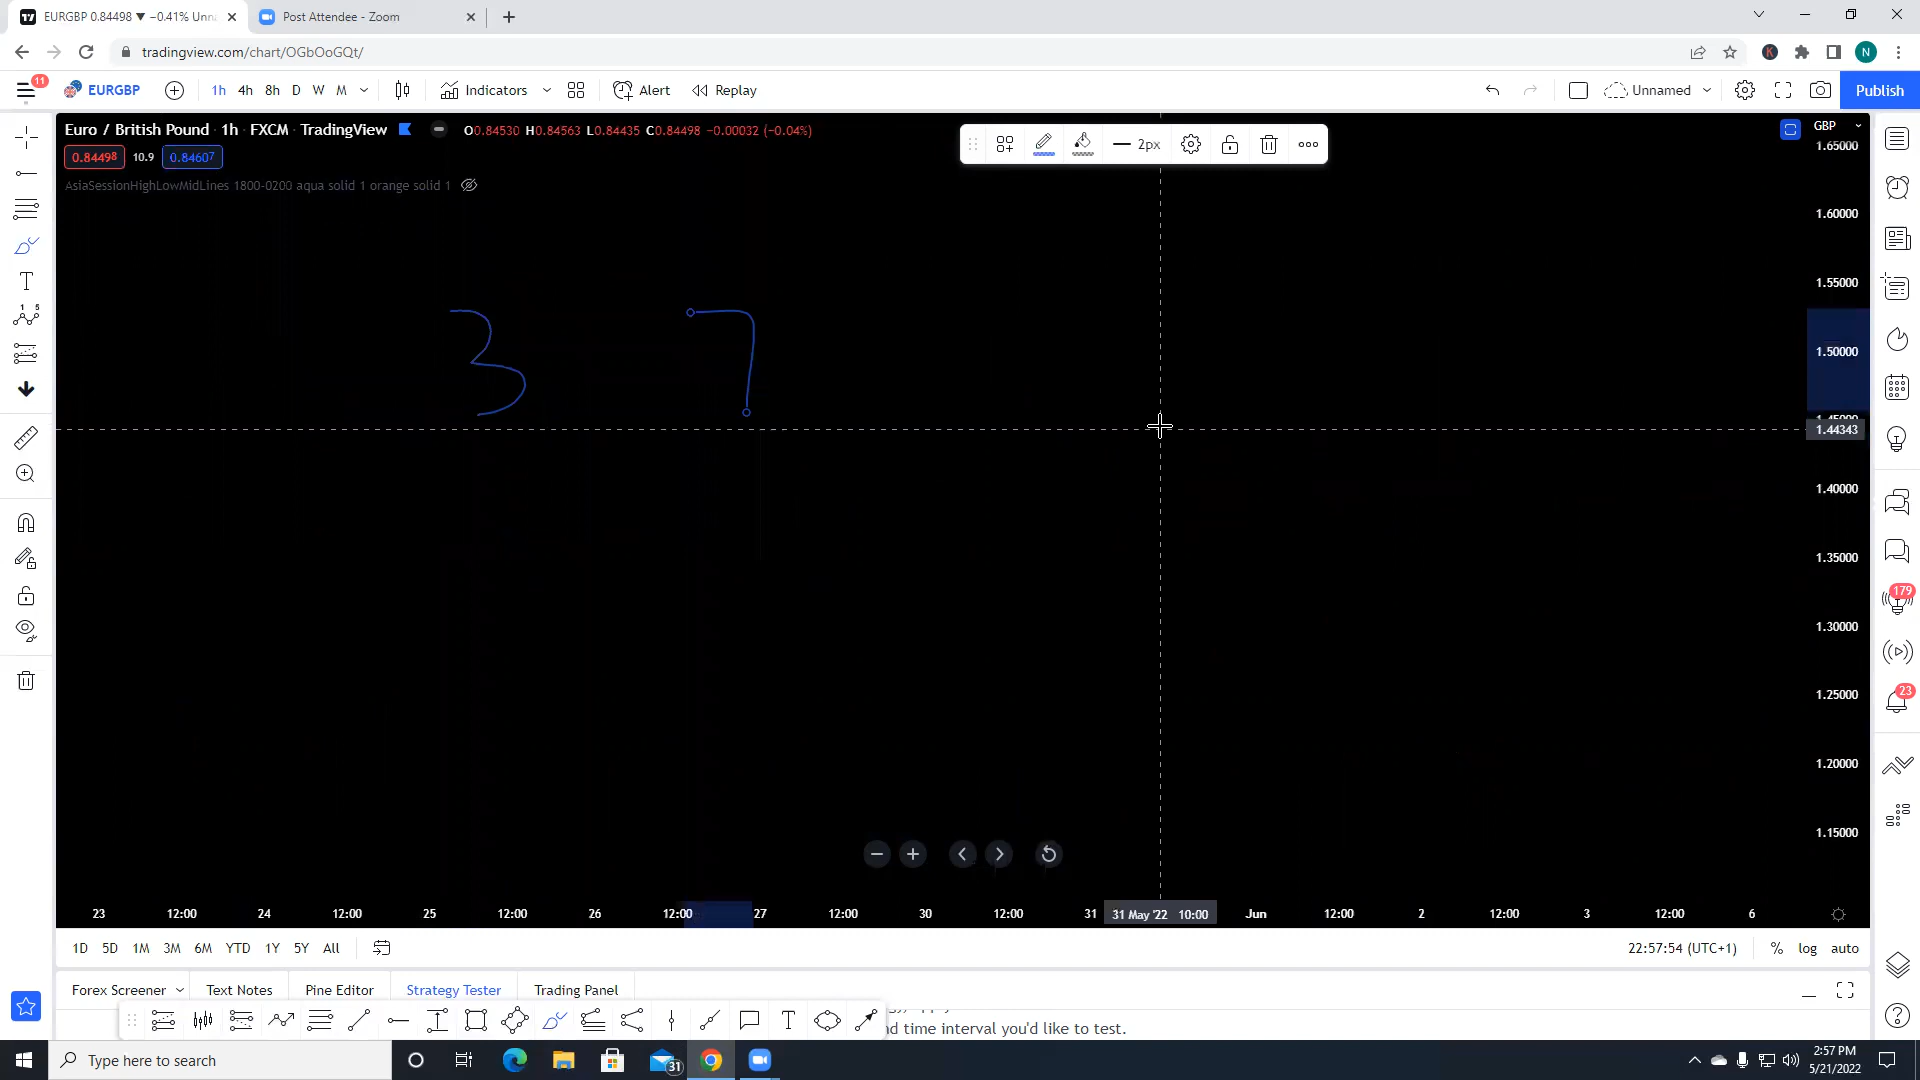 EURGBP 0.84498 ▼ −0.41% Unn
Post Attendee - Zoom
tradingview.com/chart/OGbOoGQt/
N
11
EURGBP
1h 4h 8h D W M
Indicators
Alert
Replay
Unnamed
Publish
Euro / British Pound · 1h · FXCM · TradingView
O0.84530 H0.84563 L0.84435 C0.84498 −0.00032 (−0.04%)
0.84498 10.9 0.84607
AsiaSessionHighLowMidLines 1800-0200 aqua solid 1 orange solid 1
2px
GBP
1.65000
1.60000
1.55000
1.50000
1.45000
1.44343
1.40000
1.35000
1.30000
1.25000
1.20000
1.15000
3 7
179
23
23 12:00 24 12:00 25 12:00 26 12:00 27 12:00 30 12:00 31 31 May '22 10:00 Jun 12:00 2 12:00 3 12:00 6
1D 5D 1M 3M 6M YTD 1Y 5Y All
22:57:54 (UTC+1) % log auto
Forex Screener Text Notes Pine Editor Strategy Tester Trading Panel
nd time interval you'd like to test.
Type here to search
31
2:57 PM
5/21/2022